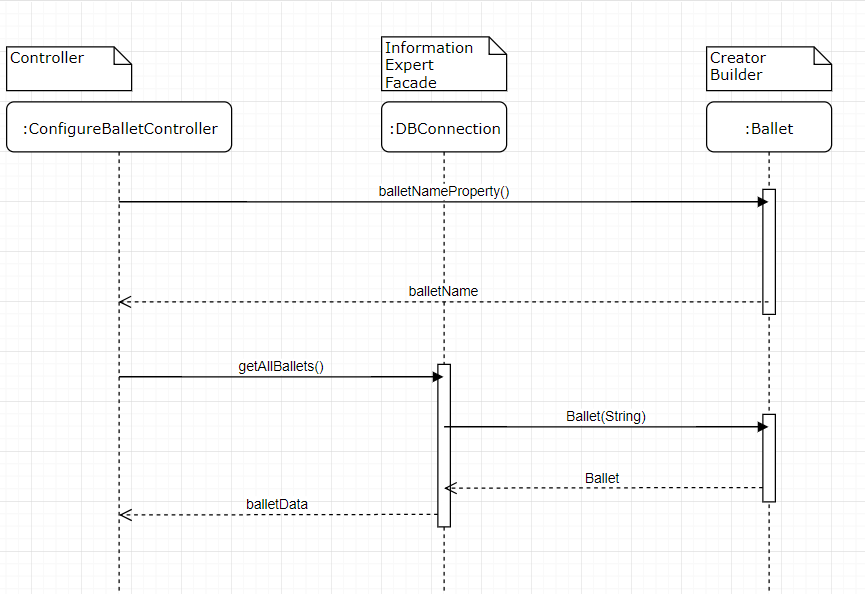 Controller
Information
Expert
Facade
Creator
Builder
:ConfigureBalletController
:DBConnection
:Ballet
balletNameProperty()
balletName
getAllBallets()
Ballet(String)
Ballet
balletData